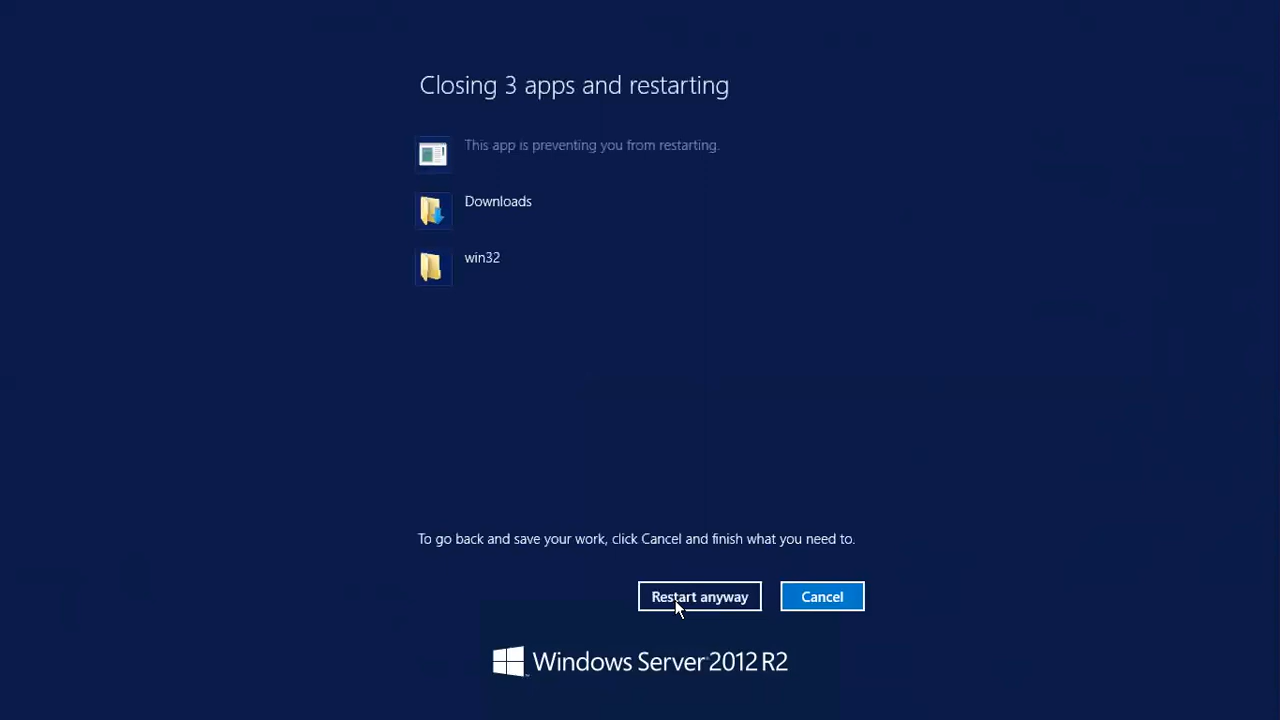 Closing 3 apps and restarting
This app is preventing you from restarting.
Downloads
win32
To go back and save your work, click Cancel and finish what you need to.
Restart anyway
Cancel
Windows Server 2012 R2